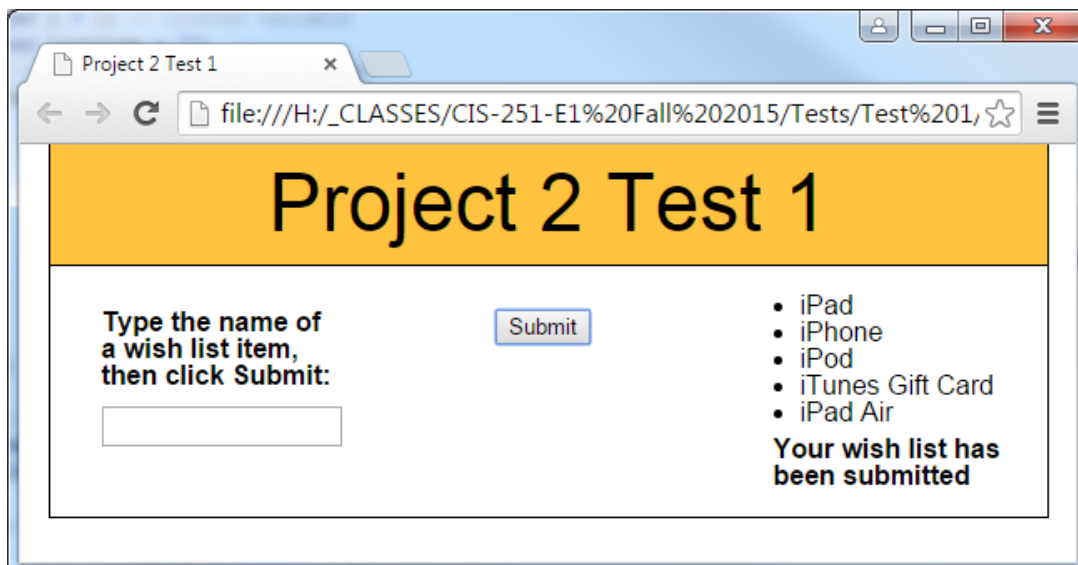 Project 2 Test 1
file:///H:/_CLASSES/CIS-251-E1%20Fall%202015/Tests/Test%201/
Project 2 Test 1
Type the name of
a wish list item,
then click Submit:
Submit
• iPad
• iPhone
• iPod
• iTunes Gift Card
• iPad Air
Your wish list has
been submitted